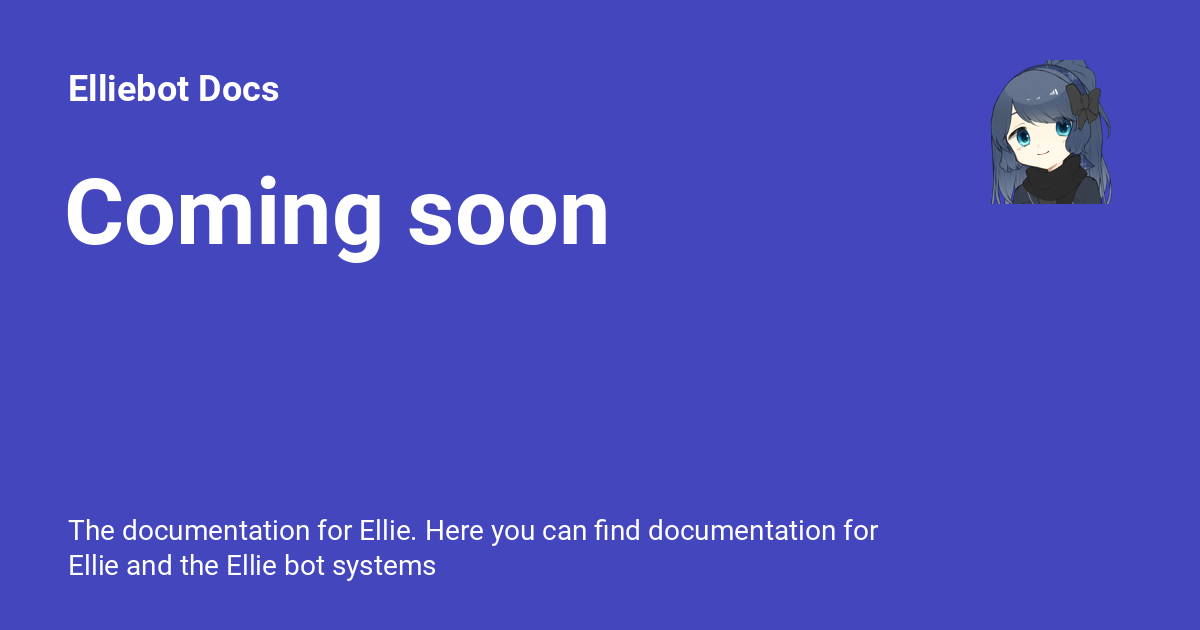 Elliebot Docs
Coming soon
The documentation for Ellie. Here you can find documentation for
Ellie and the Ellie bot systems